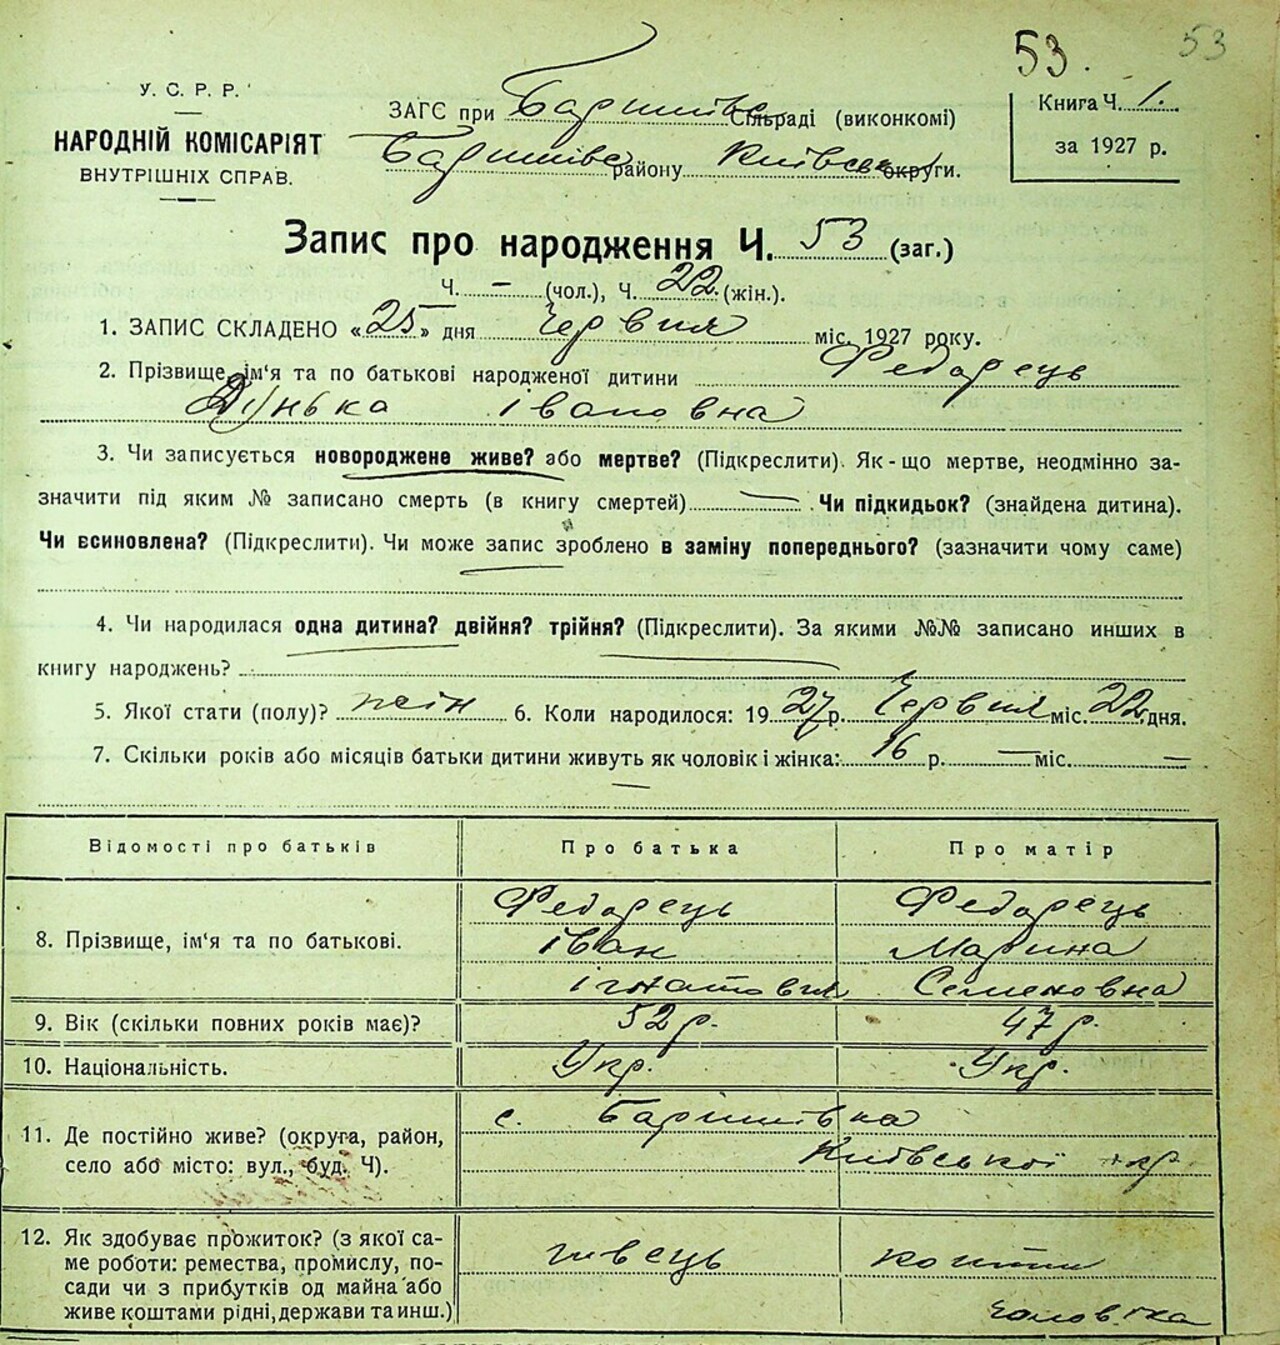 53. 53
У. С. Р. Р.
НАРОДНІЙ КОМІСАРІЯТ
ВНУТРІШНІХ СПРАВ.
ЗАГС при Баришівс Сільраді (виконкомі)
Баришівс району Київськ округи.
Книга Ч. 1.
за 1927 р.
Запис про народження Ч. 53 (заг.)
Ч. — (чол.), Ч. 22 (жін.).
1. ЗАПИС СКЛАДЕНО «25» дня Червня міс. 1927 року.
2. Прізвище, ім‘я та по батькові народженої дитини Федорець
Дунька Івановна
3. Чи записується новороджене живе? або мертве? (Підкреслити). Як-що мертве, неодмінно за-
значити під яким № записано смерть (в книгу смертей) — . Чи підкидьок? (знайдена дитина).
Чи всиновлена? (Підкреслити). Чи може запис зроблено в заміну попереднього? (зазначити чому саме)
4. Чи народилася одна дитина? двійня? трійня? (Підкреслити). За якими №№ записано инших в
книгу народжень? —
5. Якої стати (полу)? жін 6. Коли народилося: 1927 р. Червня міс. 22 дня.
7. Скільки років або місяців батьки дитини живуть як чоловік і жінка: 16 р. — міс. —
Відомості про батьків Про батька Про матір
8. Прізвище, ім‘я та по батькові.
Федорець Федорець
Іван Марина
Ігнатович Семеновна
9. Вік (скільки повних років має)? 52 р. 47 р.
10. Національність. Укр. Укр.
11. Де постійно живе? (округа, район,
село або місто: вул., буд. Ч).
с. Баришівка
Київської окр
12. Як здобуває прожиток? (з якої са-
ме роботи: ремества, промислу, по-
сади чи з прибутків од майна або
живе коштами рідні, держави та инш.)
швець кошти
чоловіка